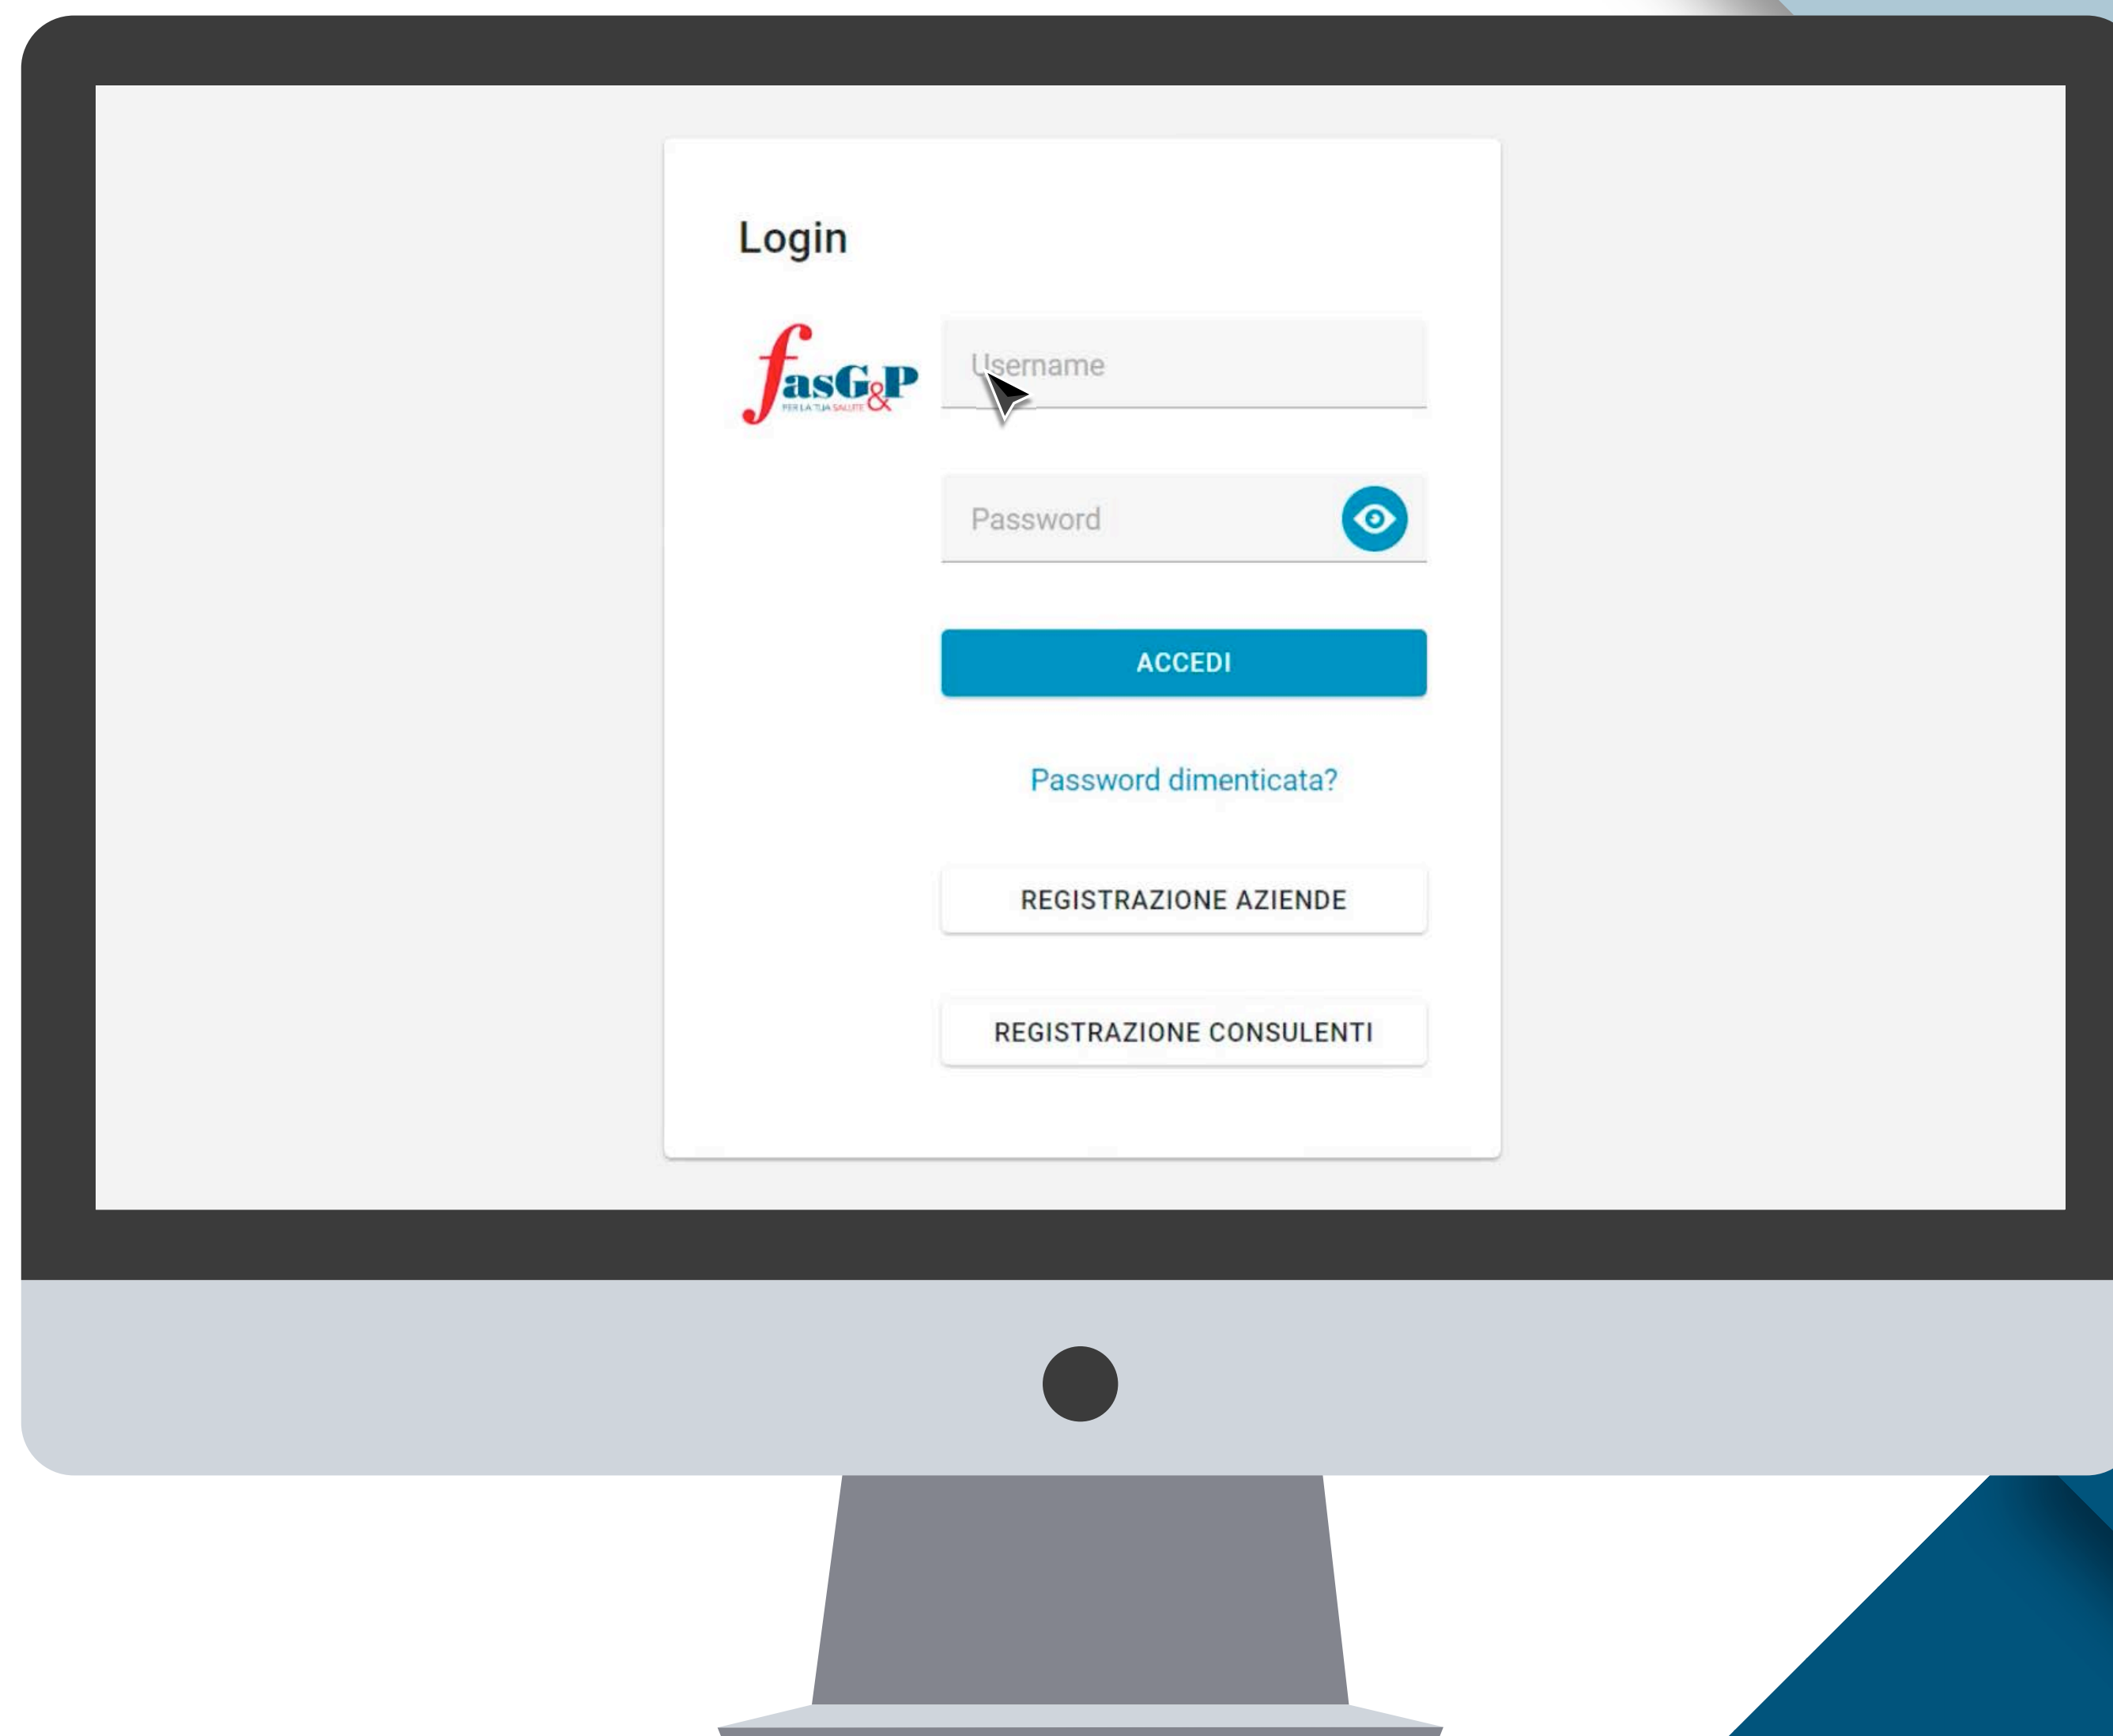 Login
fasG&P
PER LA TUA SALUTE
Username
Password
ACCEDI
Password dimenticata?
REGISTRAZIONE AZIENDE
REGISTRAZIONE CONSULENTI